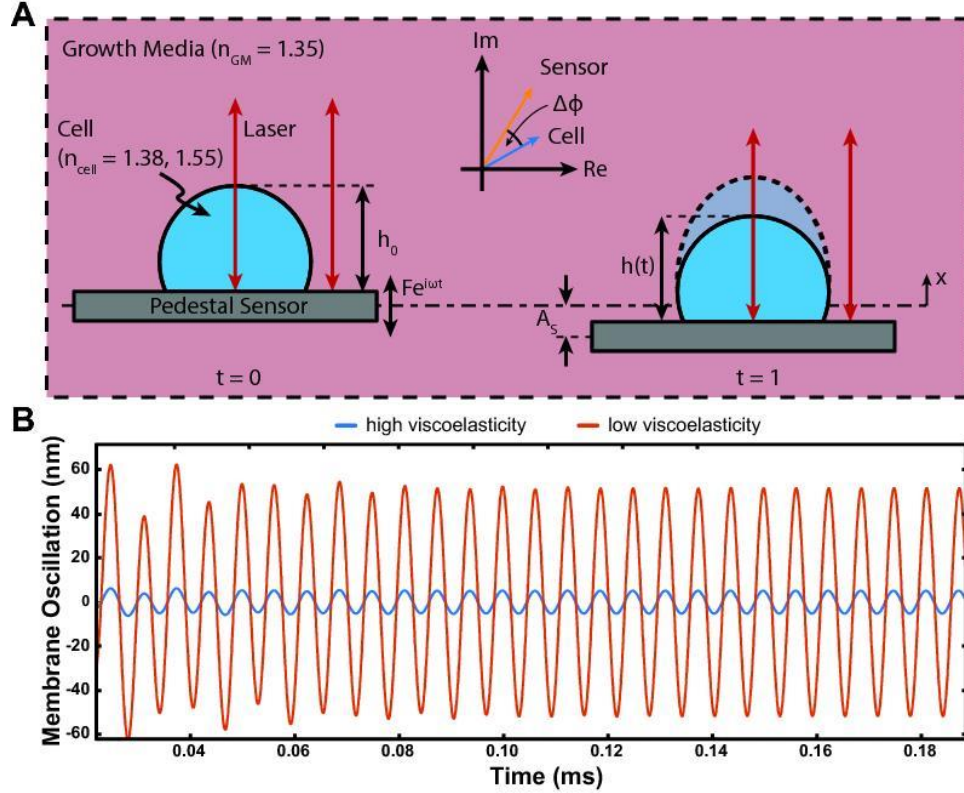 A
Growth Media (n_GM = 1.35)
Cell
(n_cell = 1.38, 1.55)
Laser
Im
Sensor
Δϕ
Cell
Re
h₀
Pedestal Sensor
Fe^iωt
t = 0
h(t)
A_S
x
t = 1
B
high viscoelasticity
low viscoelasticity
Membrane Oscillation (nm)
60
40
20
0
-20
-40
-60
0.04
0.06
0.08
0.10
0.12
0.14
0.16
0.18
Time (ms)